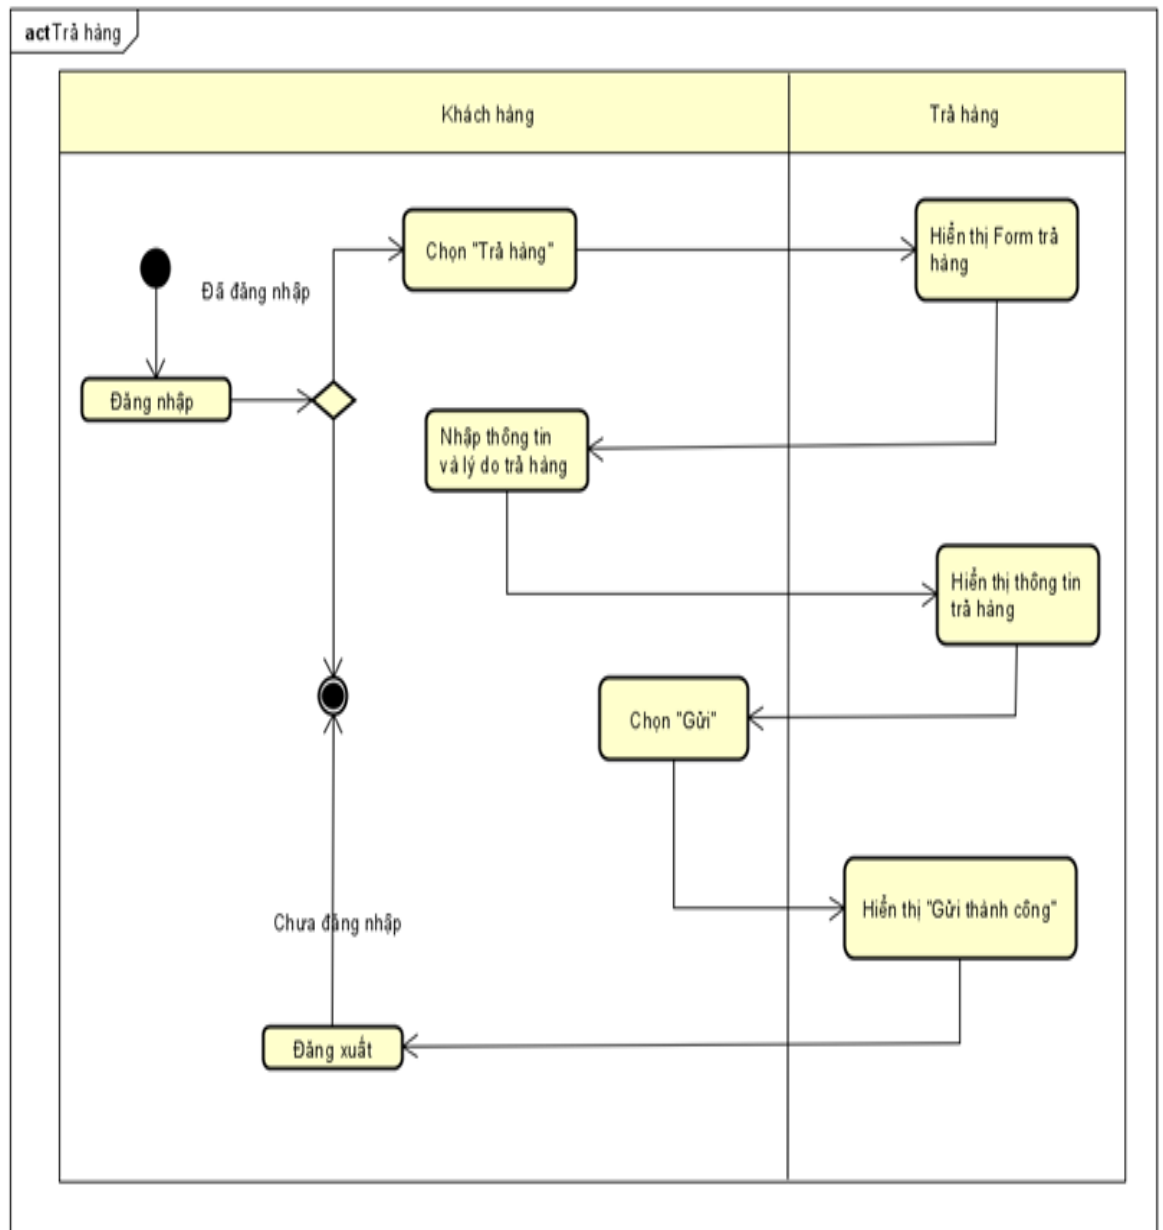 act Trả hàng
Khách hàng
Trả hàng
Chọn "Trả hàng"
Hiển thị Form trả
hàng
Đã đăng nhập
Đăng nhập
Nhập thông tin
và lý do trả hàng
Hiển thị thông tin
trả hàng
Chọn "Gửi"
Hiển thị "Gửi thành công"
Chưa đăng nhập
Đăng xuất